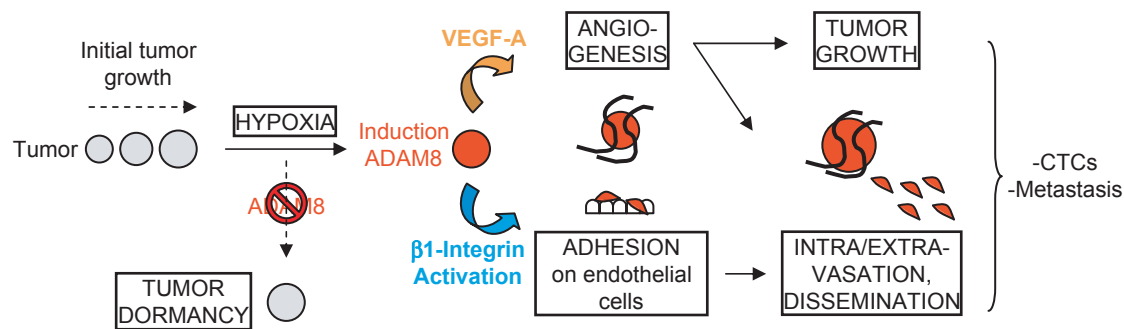 Initial tumor
growth
Tumor
HYPOXIA
ADAM8
TUMOR
DORMANCY
Induction
ADAM8
VEGF-A
β1-Integrin
Activation
ANGIO-
GENESIS
ADHESION
on endothelial
cells
TUMOR
GROWTH
INTRA/EXTRA-
VASATION,
DISSEMINATION
-CTCs
-Metastasis